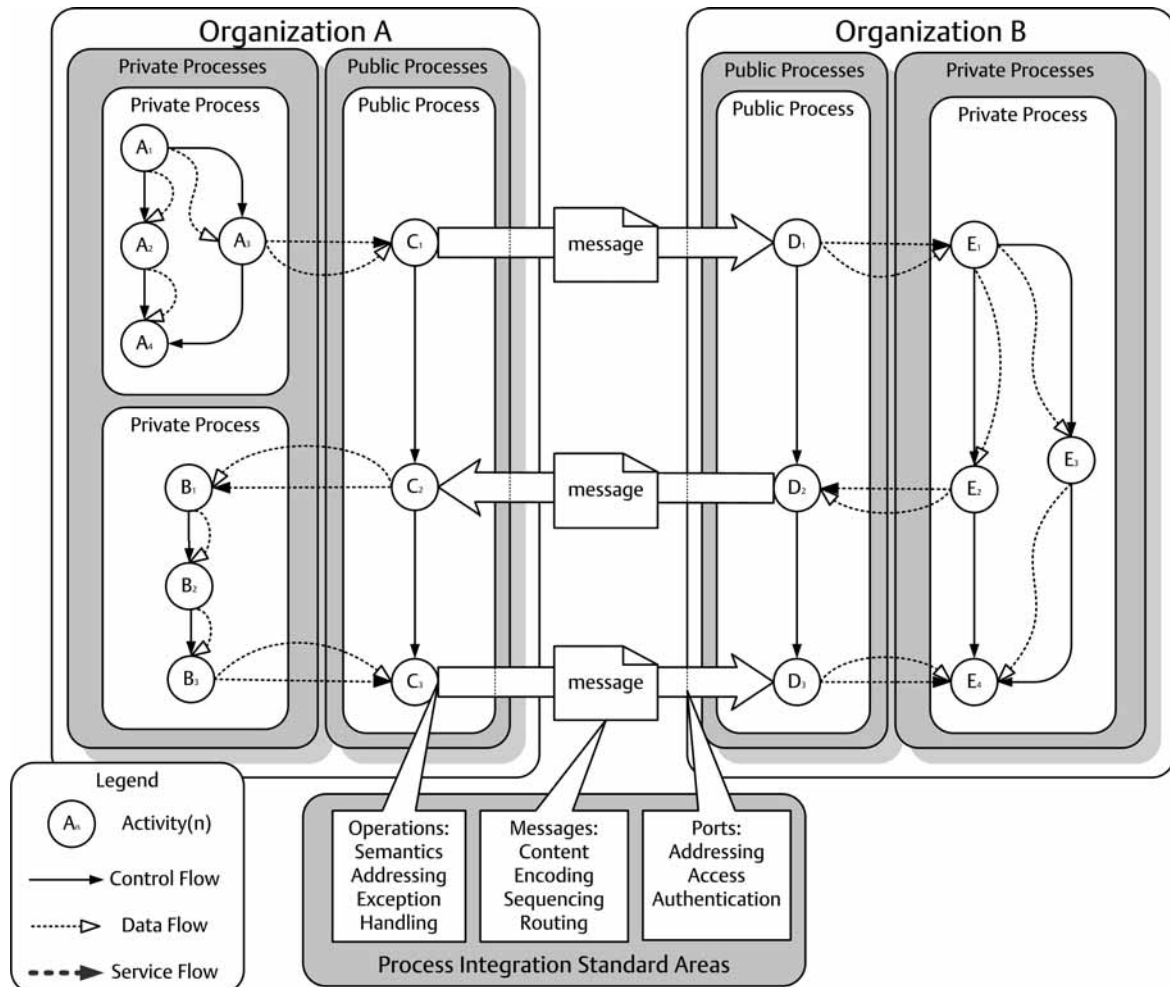 Organization A
Organization B
Private Processes
Public Processes
Public Processes
Private Processes
Private Process
Public Process
Public Process
Private Process
A1
A2
A3
A4
C1
message
D1
E1
E3
Private Process
B1
C2
message
D2
E2
B2
B3
C3
message
D3
E4
Legend
An
Activity(n)
Control Flow
Data Flow
Service Flow
Operations:
Semantics
Addressing
Exception
Handling
Messages:
Content
Encoding
Sequencing
Routing
Ports:
Addressing
Access
Authentication
Process Integration Standard Areas